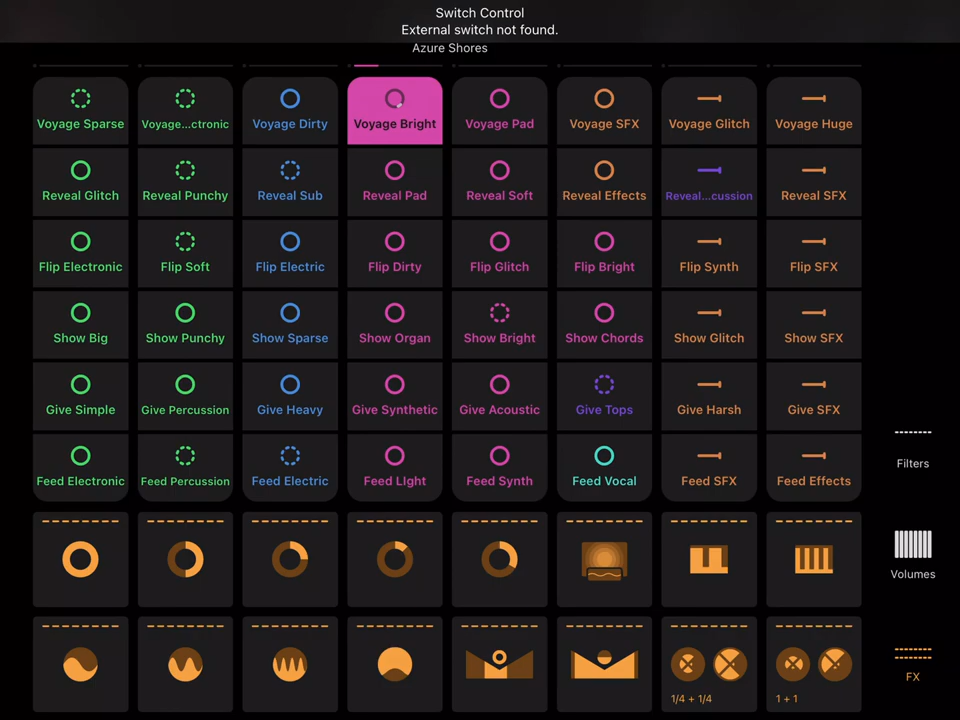 Switch Control
External switch not found.
Azure Shores
Voyage Sparse
Voyage...ctronic
Voyage Dirty
Voyage Bright
Voyage Pad
Voyage SFX
Voyage Glitch
Voyage Huge
Reveal Glitch
Reveal Punchy
Reveal Sub
Reveal Pad
Reveal Soft
Reveal Effects
Reveal...cussion
Reveal SFX
Flip Electronic
Flip Soft
Flip Electric
Flip Dirty
Flip Glitch
Flip Bright
Flip Synth
Flip SFX
Show Big
Show Punchy
Show Sparse
Show Organ
Show Bright
Show Chords
Show Glitch
Show SFX
Give Simple
Give Percussion
Give Heavy
Give Synthetic
Give Acoustic
Give Tops
Give Harsh
Give SFX
Feed Electronic
Feed Percussion
Feed Electric
Feed LIght
Feed Synth
Feed Vocal
Feed SFX
Feed Effects
Filters
Volumes
FX
1/4 + 1/4
1 + 1